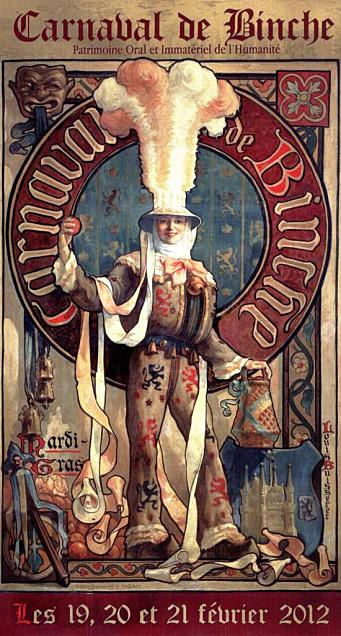 Carnaval de Binche
Patrimoine Oral et Immatériel de l'Humanité
Carnaval de Binche
Mardi-
Gras
Louis Buisseret
Les 19, 20 et 21 février 2012